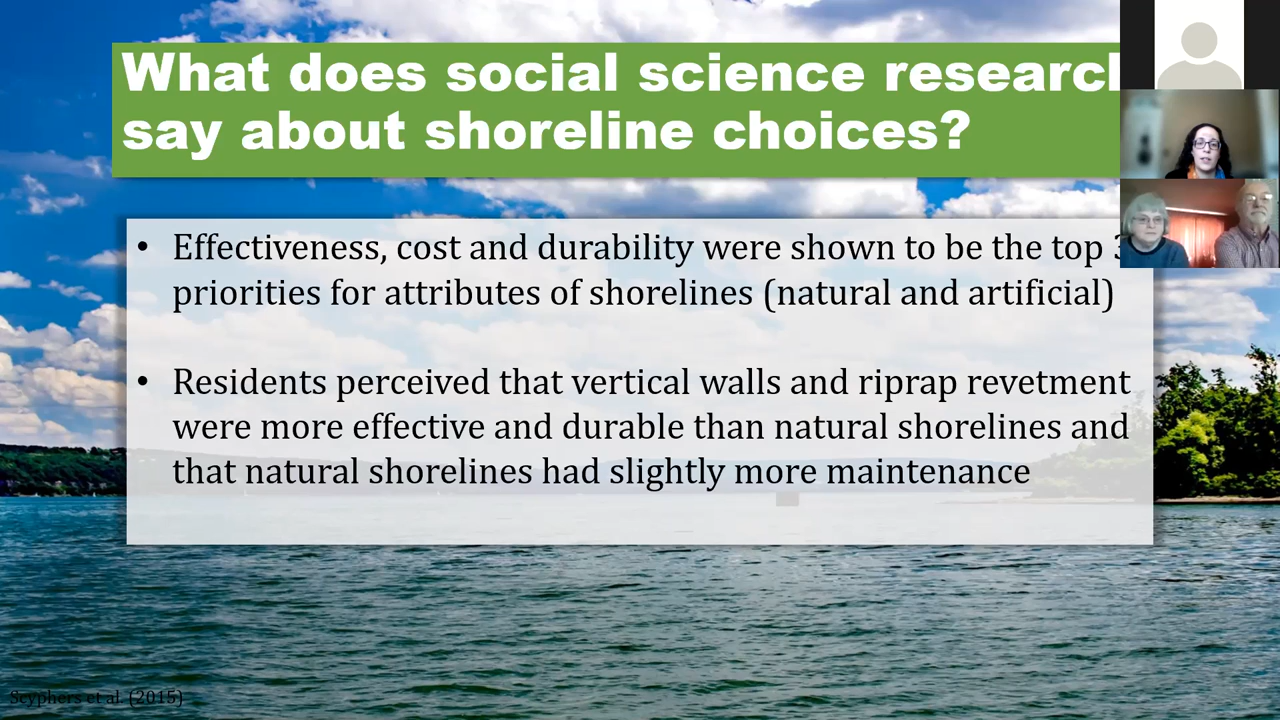 What does social science research
say about shoreline choices?
• Effectiveness, cost and durability were shown to be the top 3
priorities for attributes of shorelines (natural and artificial)
• Residents perceived that vertical walls and riprap revetment
were more effective and durable than natural shorelines and
that natural shorelines had slightly more maintenance
Scyphers et al. (2015)